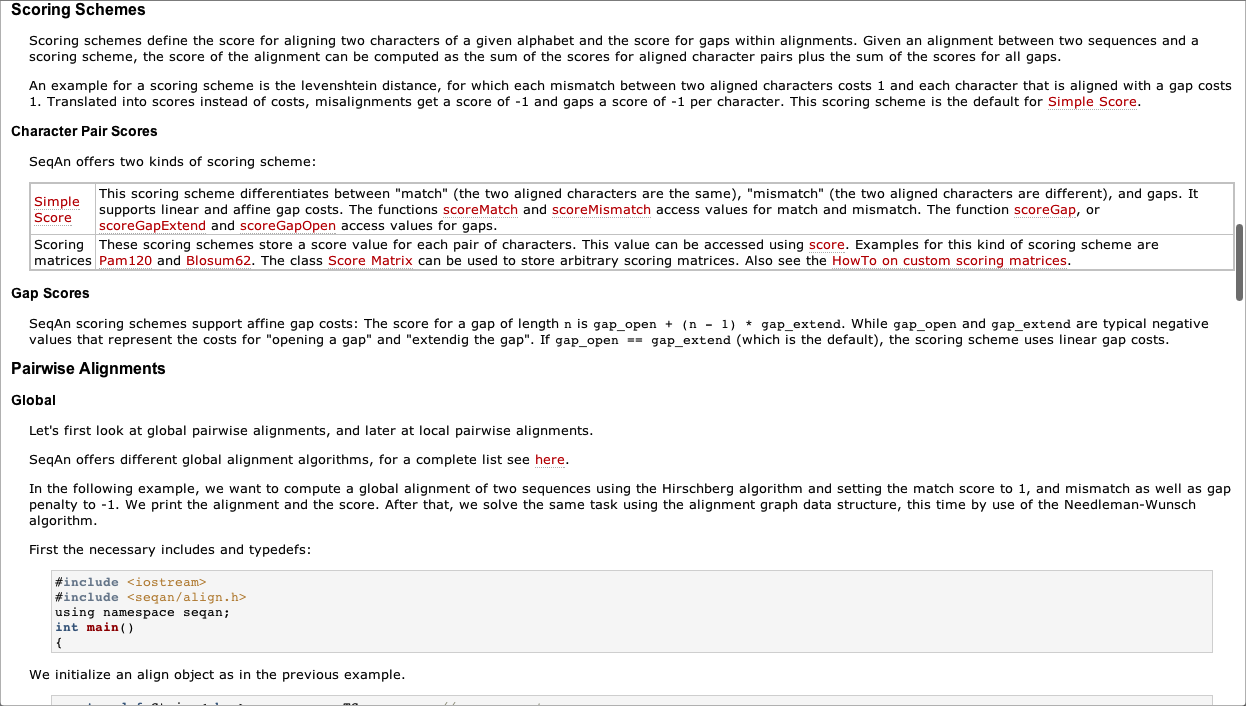 Scoring Schemes
Scoring schemes define the score for aligning two characters of a given alphabet and the score for gaps within alignments. Given an alignment between two sequences and a
scoring scheme, the score of the alignment can be computed as the sum of the scores for aligned character pairs plus the sum of the scores for all gaps.
An example for a scoring scheme is the levenshtein distance, for which each mismatch between two aligned characters costs 1 and each character that is aligned with a gap costs
1. Translated into scores instead of costs, misalignments get a score of -1 and gaps a score of -1 per character. This scoring scheme is the default for Simple Score.
Character Pair Scores
SeqAn offers two kinds of scoring scheme:
Simple
Score
This scoring scheme differentiates between "match" (the two aligned characters are the same), "mismatch" (the two aligned characters are different), and gaps. It
supports linear and affine gap costs. The functions scoreMatch and scoreMismatch access values for match and mismatch. The function scoreGap, or
scoreGapExtend and scoreGapOpen access values for gaps.
Scoring
matrices
These scoring schemes store a score value for each pair of characters. This value can be accessed using score. Examples for this kind of scoring scheme are
Pam120 and Blosum62. The class Score Matrix can be used to store arbitrary scoring matrices. Also see the HowTo on custom scoring matrices.
Gap Scores
SeqAn scoring schemes support affine gap costs: The score for a gap of length n is gap_open + (n - 1) * gap_extend. While gap_open and gap_extend are typical negative
values that represent the costs for "opening a gap" and "extendig the gap". If gap_open == gap_extend (which is the default), the scoring scheme uses linear gap costs.
Pairwise Alignments
Global
Let's first look at global pairwise alignments, and later at local pairwise alignments.
SeqAn offers different global alignment algorithms, for a complete list see here.
In the following example, we want to compute a global alignment of two sequences using the Hirschberg algorithm and setting the match score to 1, and mismatch as well as gap
penalty to -1. We print the alignment and the score. After that, we solve the same task using the alignment graph data structure, this time by use of the Needleman-Wunsch
algorithm.
First the necessary includes and typedefs:
#include <iostream>
#include <seqan/align.h>
using namespace seqan;
int main()
{
We initialize an align object as in the previous example.